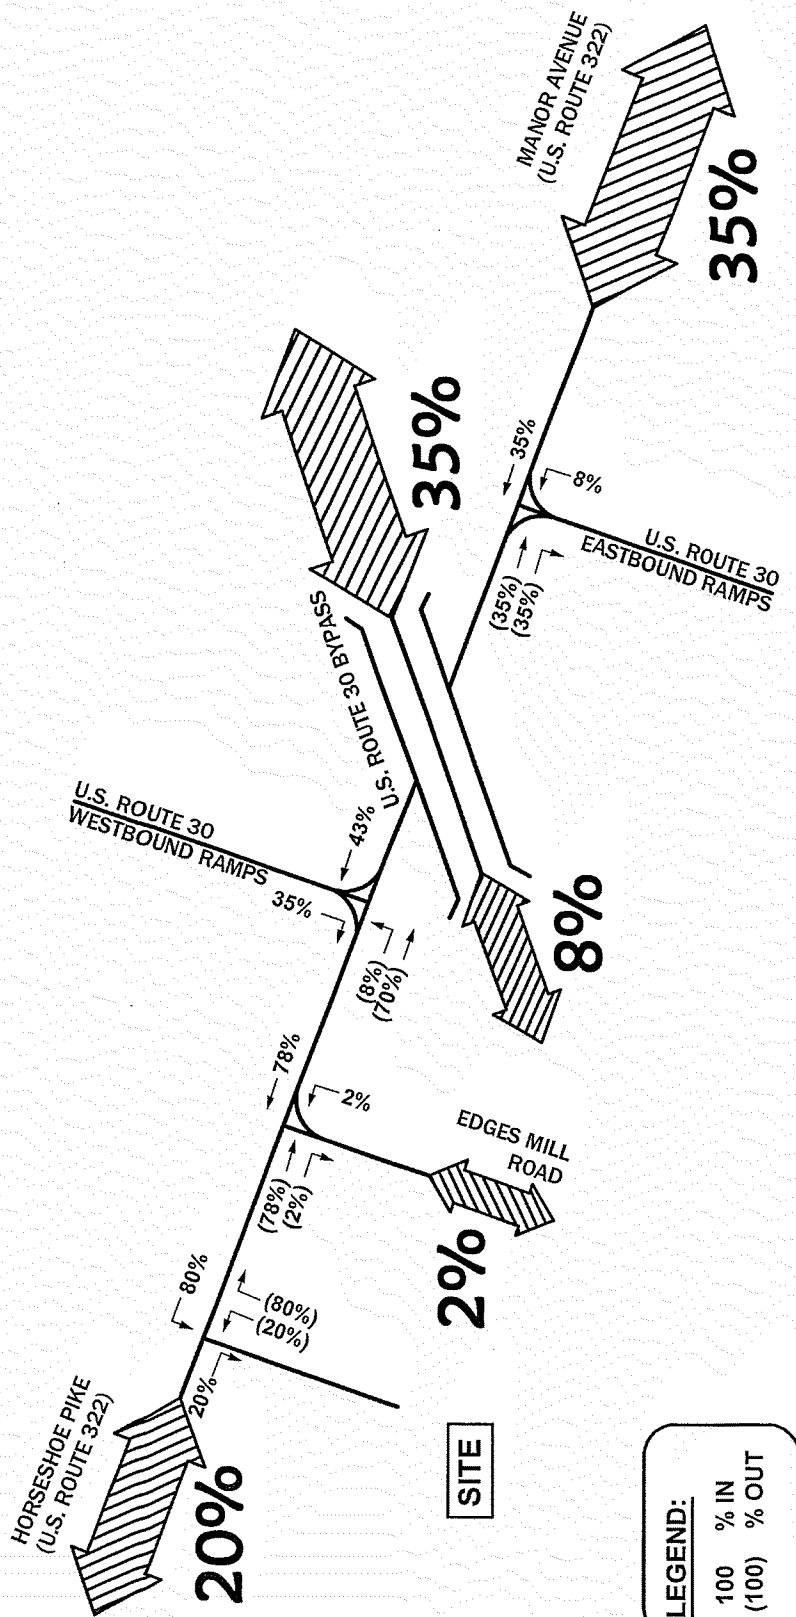 HORSESHOE PIKE
(U.S. ROUTE 322)
20%
20%
80%
(80%)
(20%)
SITE
LEGEND:
100 % IN
(100) % OUT
2%
EDGES MILL
ROAD
(78%)
(2%)
78%
2%
U.S. ROUTE 30
WESTBOUND RAMPS
35%
43%
(8%)
(70%)
8%
U.S. ROUTE 30 BYPASS
35%
(35%)
(35%)
35%
8%
U.S. ROUTE 30
EASTBOUND RAMPS
MANOR AVENUE
(U.S. ROUTE 322)
35%